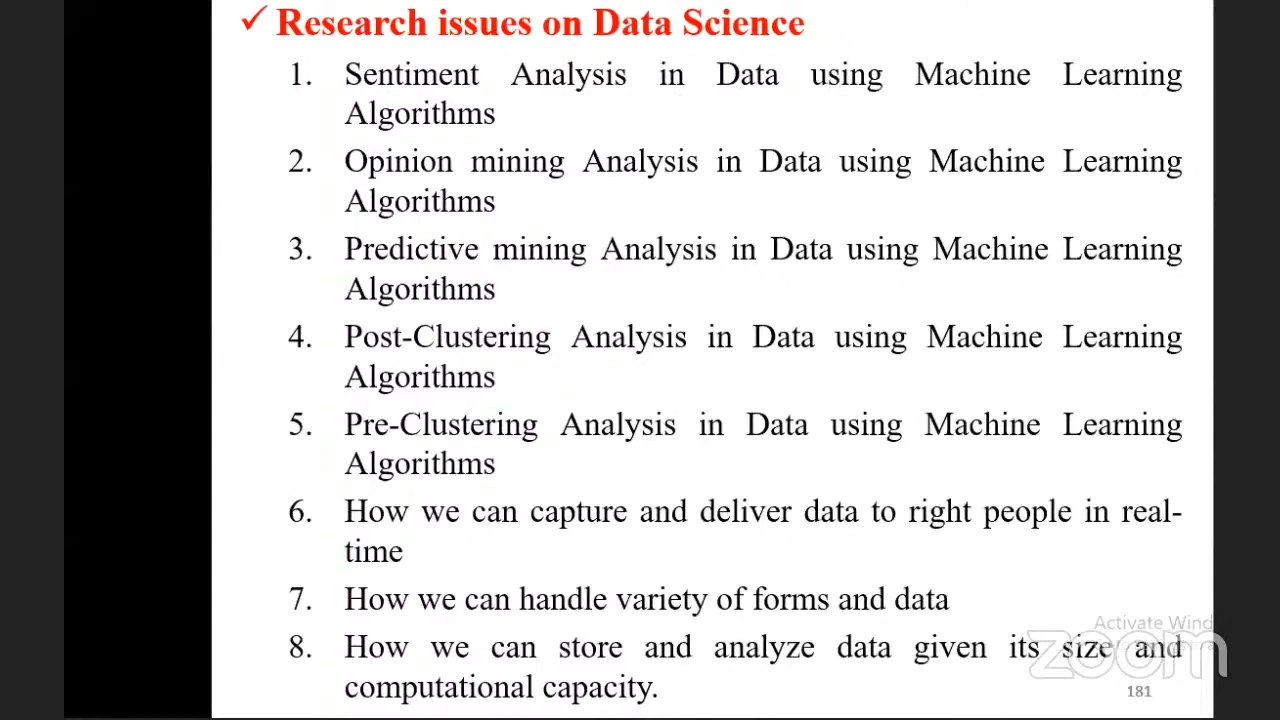 ✓ Research issues on Data Science
1. Sentiment Analysis in Data using Machine Learning
Algorithms
2. Opinion mining Analysis in Data using Machine Learning
Algorithms
3. Predictive mining Analysis in Data using Machine Learning
Algorithms
4. Post-Clustering Analysis in Data using Machine Learning
Algorithms
5. Pre-Clustering Analysis in Data using Machine Learning
Algorithms
6. How we can capture and deliver data to right people in real-
time
7. How we can handle variety of forms and data
Activate Wind
8. How we can store and analyze data given its size and
zoom
computational capacity.
181